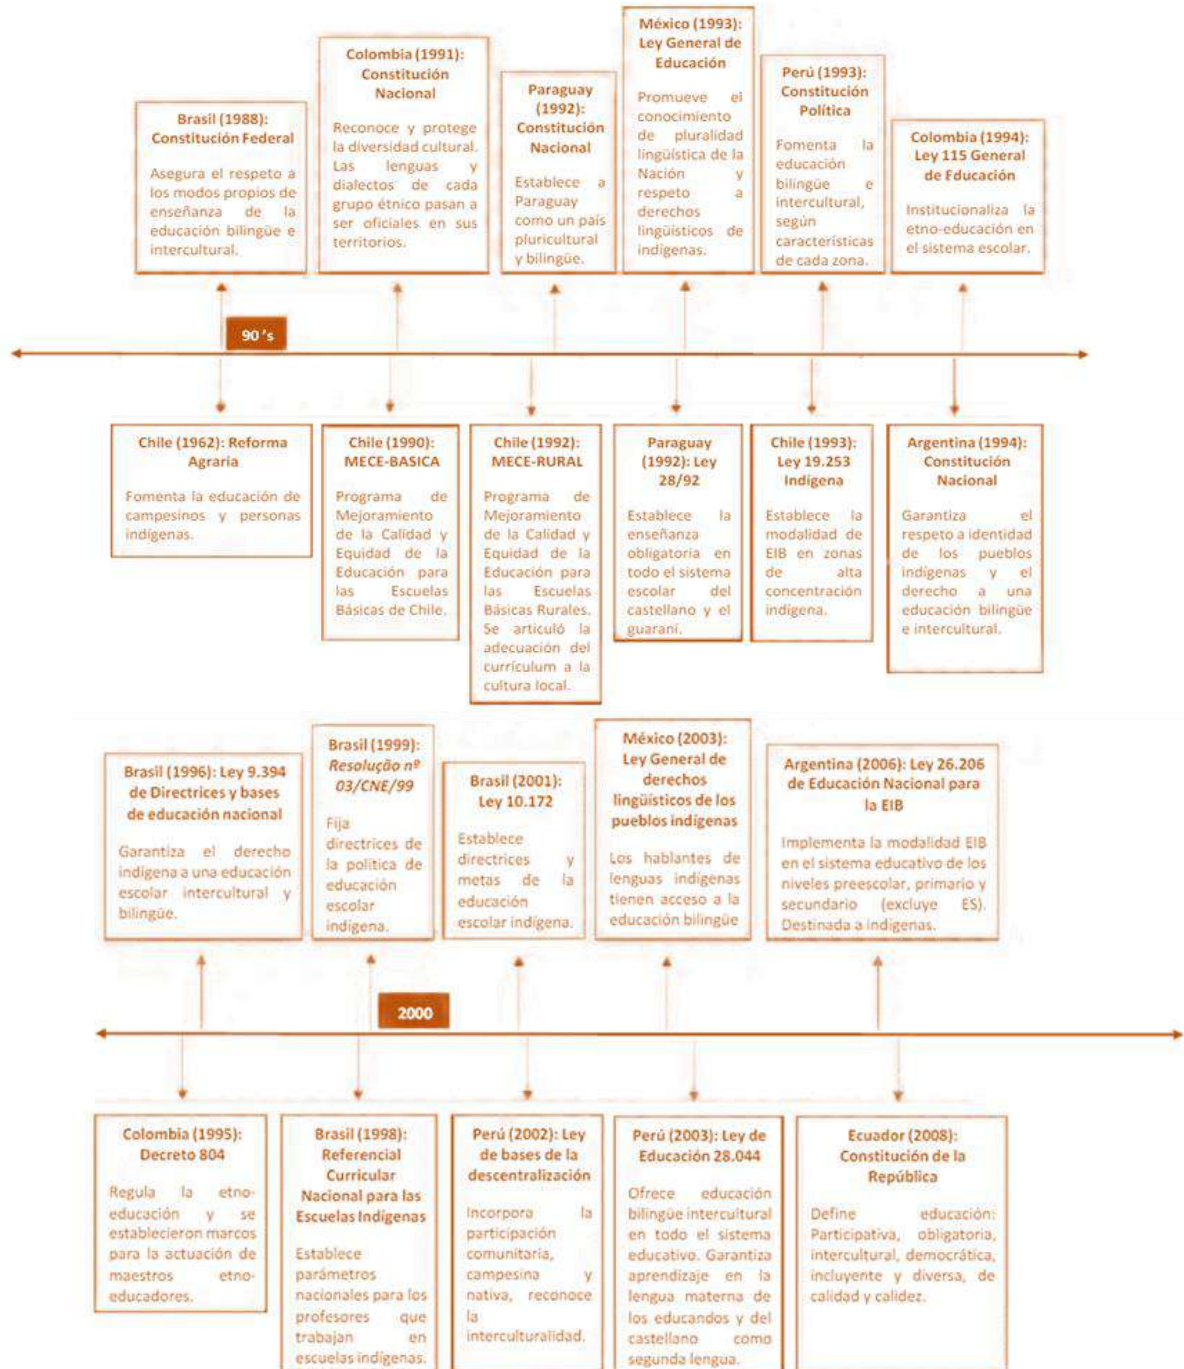 Brasil (1988):
Constitución Federal
Asegura el respeto a
los modos propios de
enseñanza de la
educación bilingüe e
intercultural.
Colombia (1991):
Constitución
Nacional
Reconoce y protege
la diversidad cultural.
Las lenguas y
dialectos de cada
grupo étnico pasan a
ser oficiales en sus
territorios.
Paraguay
(1992):
Constitución
Nacional
Establece a
Paraguay
como un país
pluricultural
y bilingüe.
México (1993):
Ley General de
Educación
Promueve el
conocimiento
de pluralidad
lingüística de la
Nación y
respeto a
derechos
lingüísticos de
indígenas.
Perú (1993):
Constitución
Política
Fomenta la
educación
bilingüe e
intercultural,
según
características
de cada zona.
Colombia (1994):
Ley 115 General
de Educación
Institucionaliza la
etno-educación en
el sistema escolar.
90 's
Chile (1962): Reforma
Agraria
Fomenta la educación de
campesinos y personas
indígenas.
Chile (1990):
MECE-BASICA
Programa de
Mejoramiento
de la Calidad y
Equidad de la
Educación para
las Escuelas
Básicas de Chile.
Chile (1992):
MECE-RURAL
Programa de
Mejoramiento
de la Calidad y
Equidad de la
Educación para
las Escuelas
Básicas Rurales.
Se articuló la
adecuación del
currículum a la
cultura local.
Paraguay
(1992): Ley
28/92
Establece la
enseñanza
obligatoria en
todo el sistema
escolar del
castellano y el
guaraní.
Chile (1993):
Ley 19.253
Indígena
Establece la
modalidad de
EIB en zonas
de alta
concentración
indígena.
Argentina (1994):
Constitución
Nacional
Garantiza el
respeto a identidad
de los pueblos
indígenas y el
derecho a una
educación bilingüe
e intercultural.
Brasil (1996): Ley 9.394
de Directrices y bases
de educación nacional
Garantiza el derecho
indígena a una educación
escolar intercultural y
bilingüe.
Brasil (1999):
Resolução nº
03/CNE/99
Fija
directrices de
la política de
educación
escolar
indígena.
Brasil (2001):
Ley 10.172
Establece
directrices y
metas de la
educación
escolar indígena.
México (2003):
Ley General de
derechos
lingüísticos de los
pueblos indígenas
Los hablantes de
lenguas indígenas
tienen acceso a la
educación bilingüe
Argentina (2006): Ley 26.206
de Educación Nacional para
la EIB
Implementa la modalidad EIB
en el sistema educativo de los
niveles preescolar, primario y
secundario (excluye ES).
Destinada a indígenas.
2000
Colombia (1995):
Decreto 804
Regula la etno-
educación y se
establecieron marcos
para la actuación de
maestros etno-
educadores.
Brasil (1998):
Referencial
Curricular
Nacional para las
Escuelas Indígenas
Establece
parámetros
nacionales para los
profesores que
trabajan en
escuelas indígenas.
Perú (2002): Ley
de bases de la
descentralización
Incorpora la
participación
comunitaria,
campesina y
nativa, reconoce
la
interculturalidad.
Perú (2003): Ley de
Educación 28.044
Ofrece educación
bilingüe intercultural
en todo el sistema
educativo. Garantiza
aprendizaje en la
lengua materna de
los educandos y del
castellano como
segunda lengua.
Ecuador (2008):
Constitución de la
República
Define educación:
Participativa, obligatoria,
intercultural, democrática,
incluyente y diversa, de
calidad y calidez.